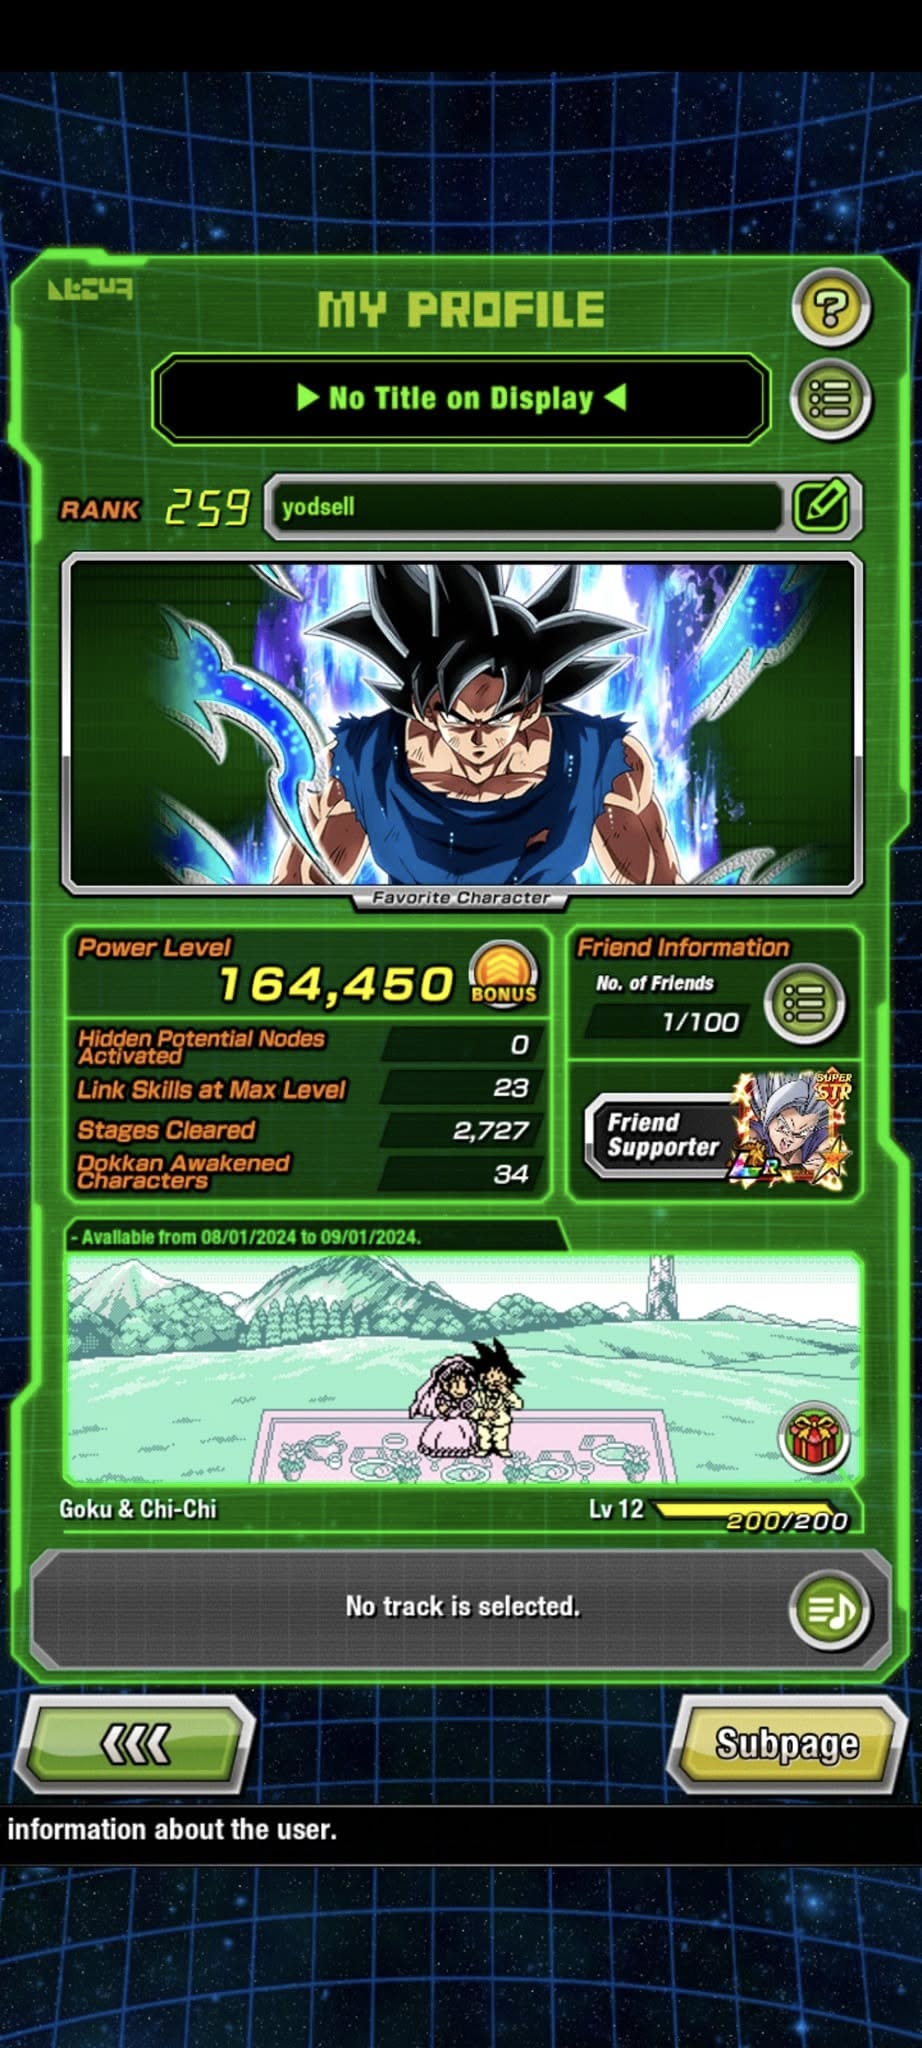 MY PROFILE
?
▶ No Title on Display ◀
RANK 259 yodsell
Favorite Character
Power Level
164,450 BONUS
Hidden Potential Nodes
Activated 0
Link Skills at Max Level 23
Stages Cleared 2,727
Dokkan Awakened
Characters 34
Friend Information
No. of Friends
1/100
Friend
Supporter
SUPER
STR
LR
- Available from 08/01/2024 to 09/01/2024.
Goku & Chi-Chi Lv 12 200/200
No track is selected.
Subpage
information about the user.